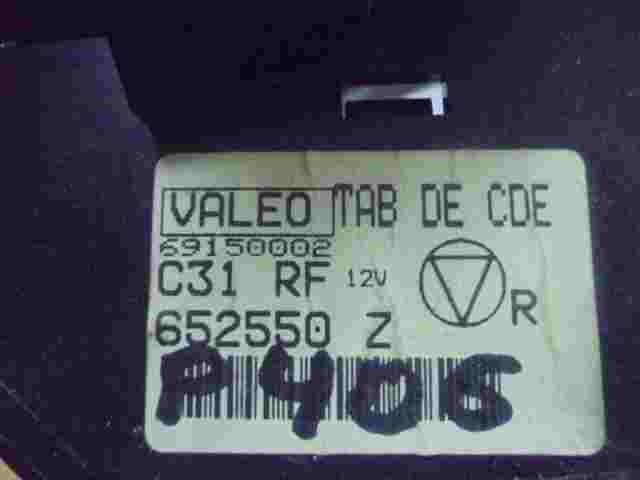 VALEO TAB DE CDE
69150002
C31 RF 12V
R
652550 Z
P406